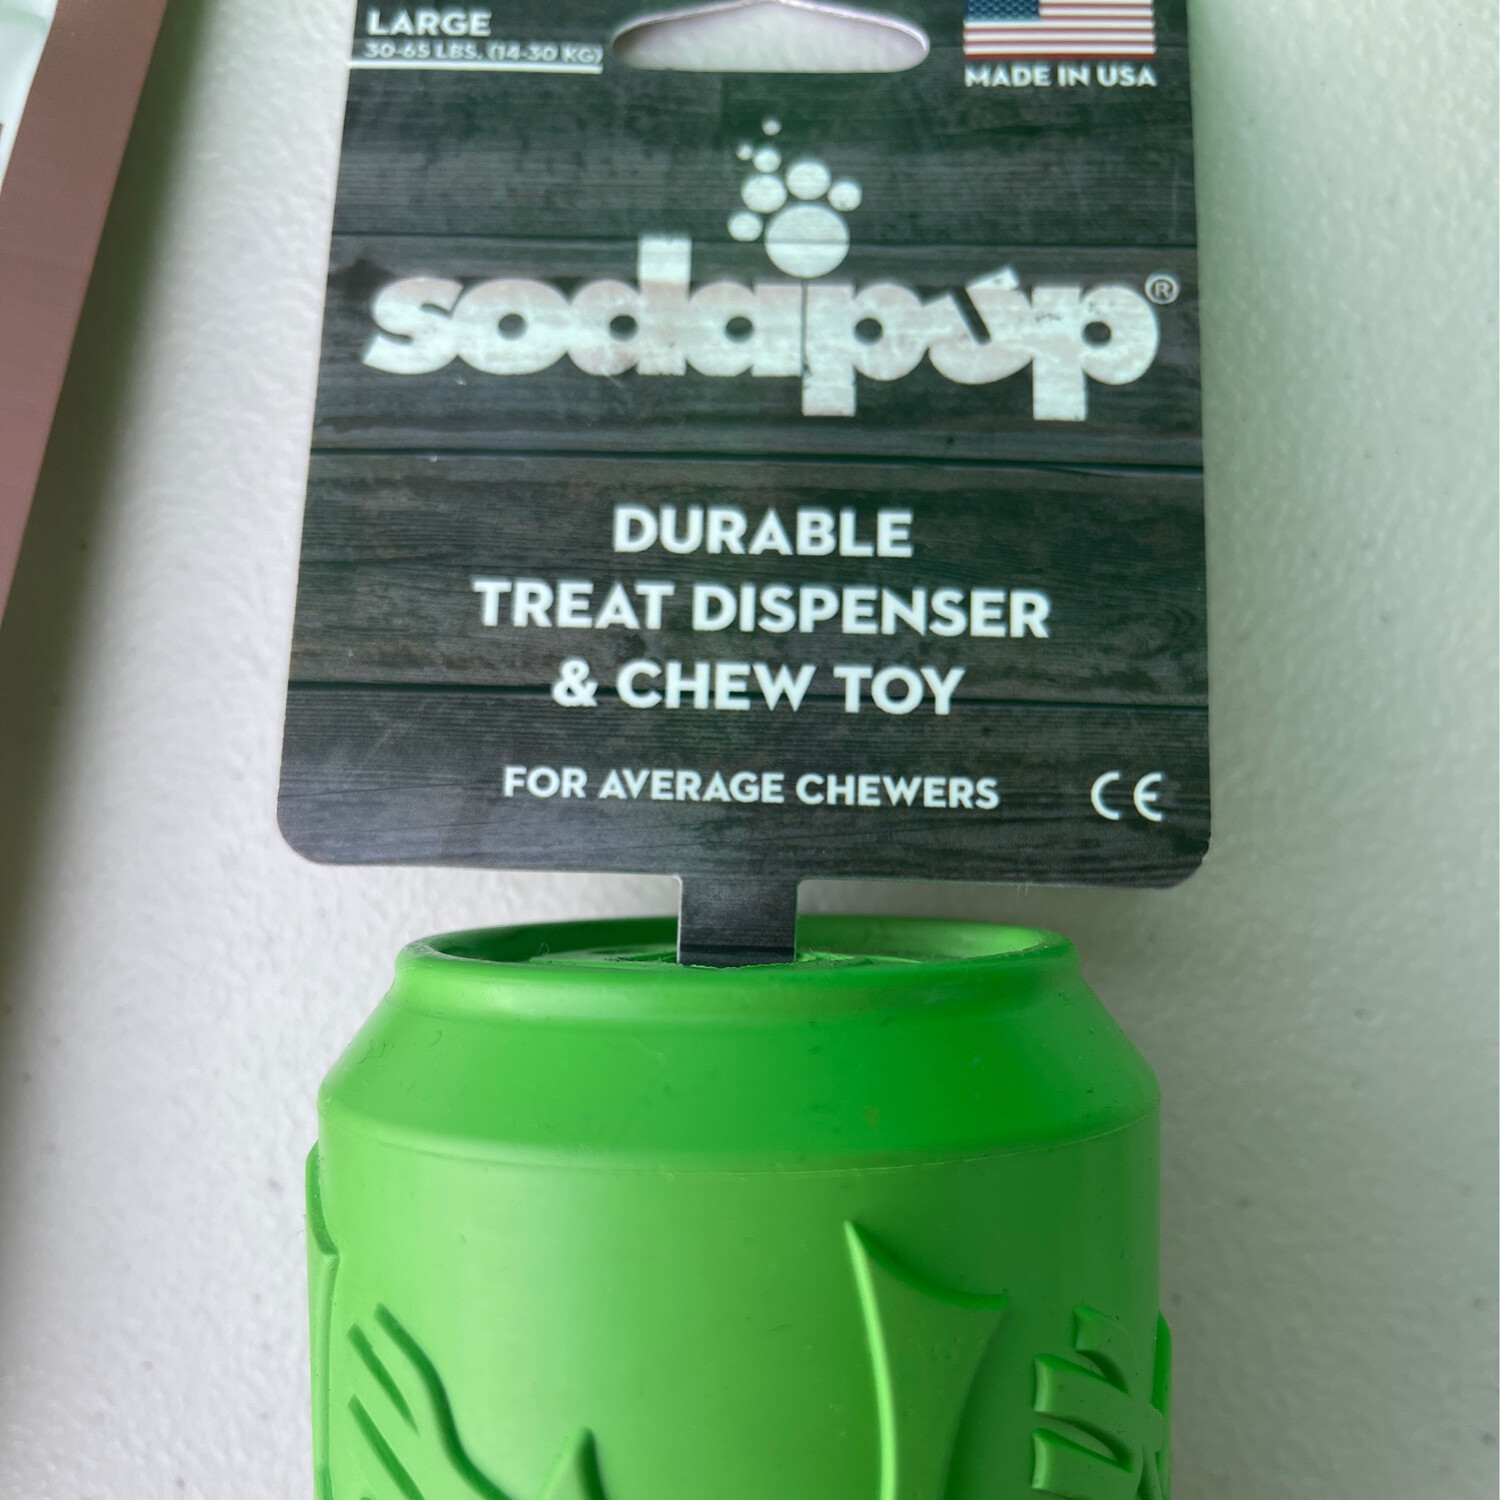 LARGE
30-65 LBS. (14-30 KG)
MADE IN USA
sodapup®
DURABLE
TREAT DISPENSER
& CHEW TOY
FOR AVERAGE CHEWERS
CE